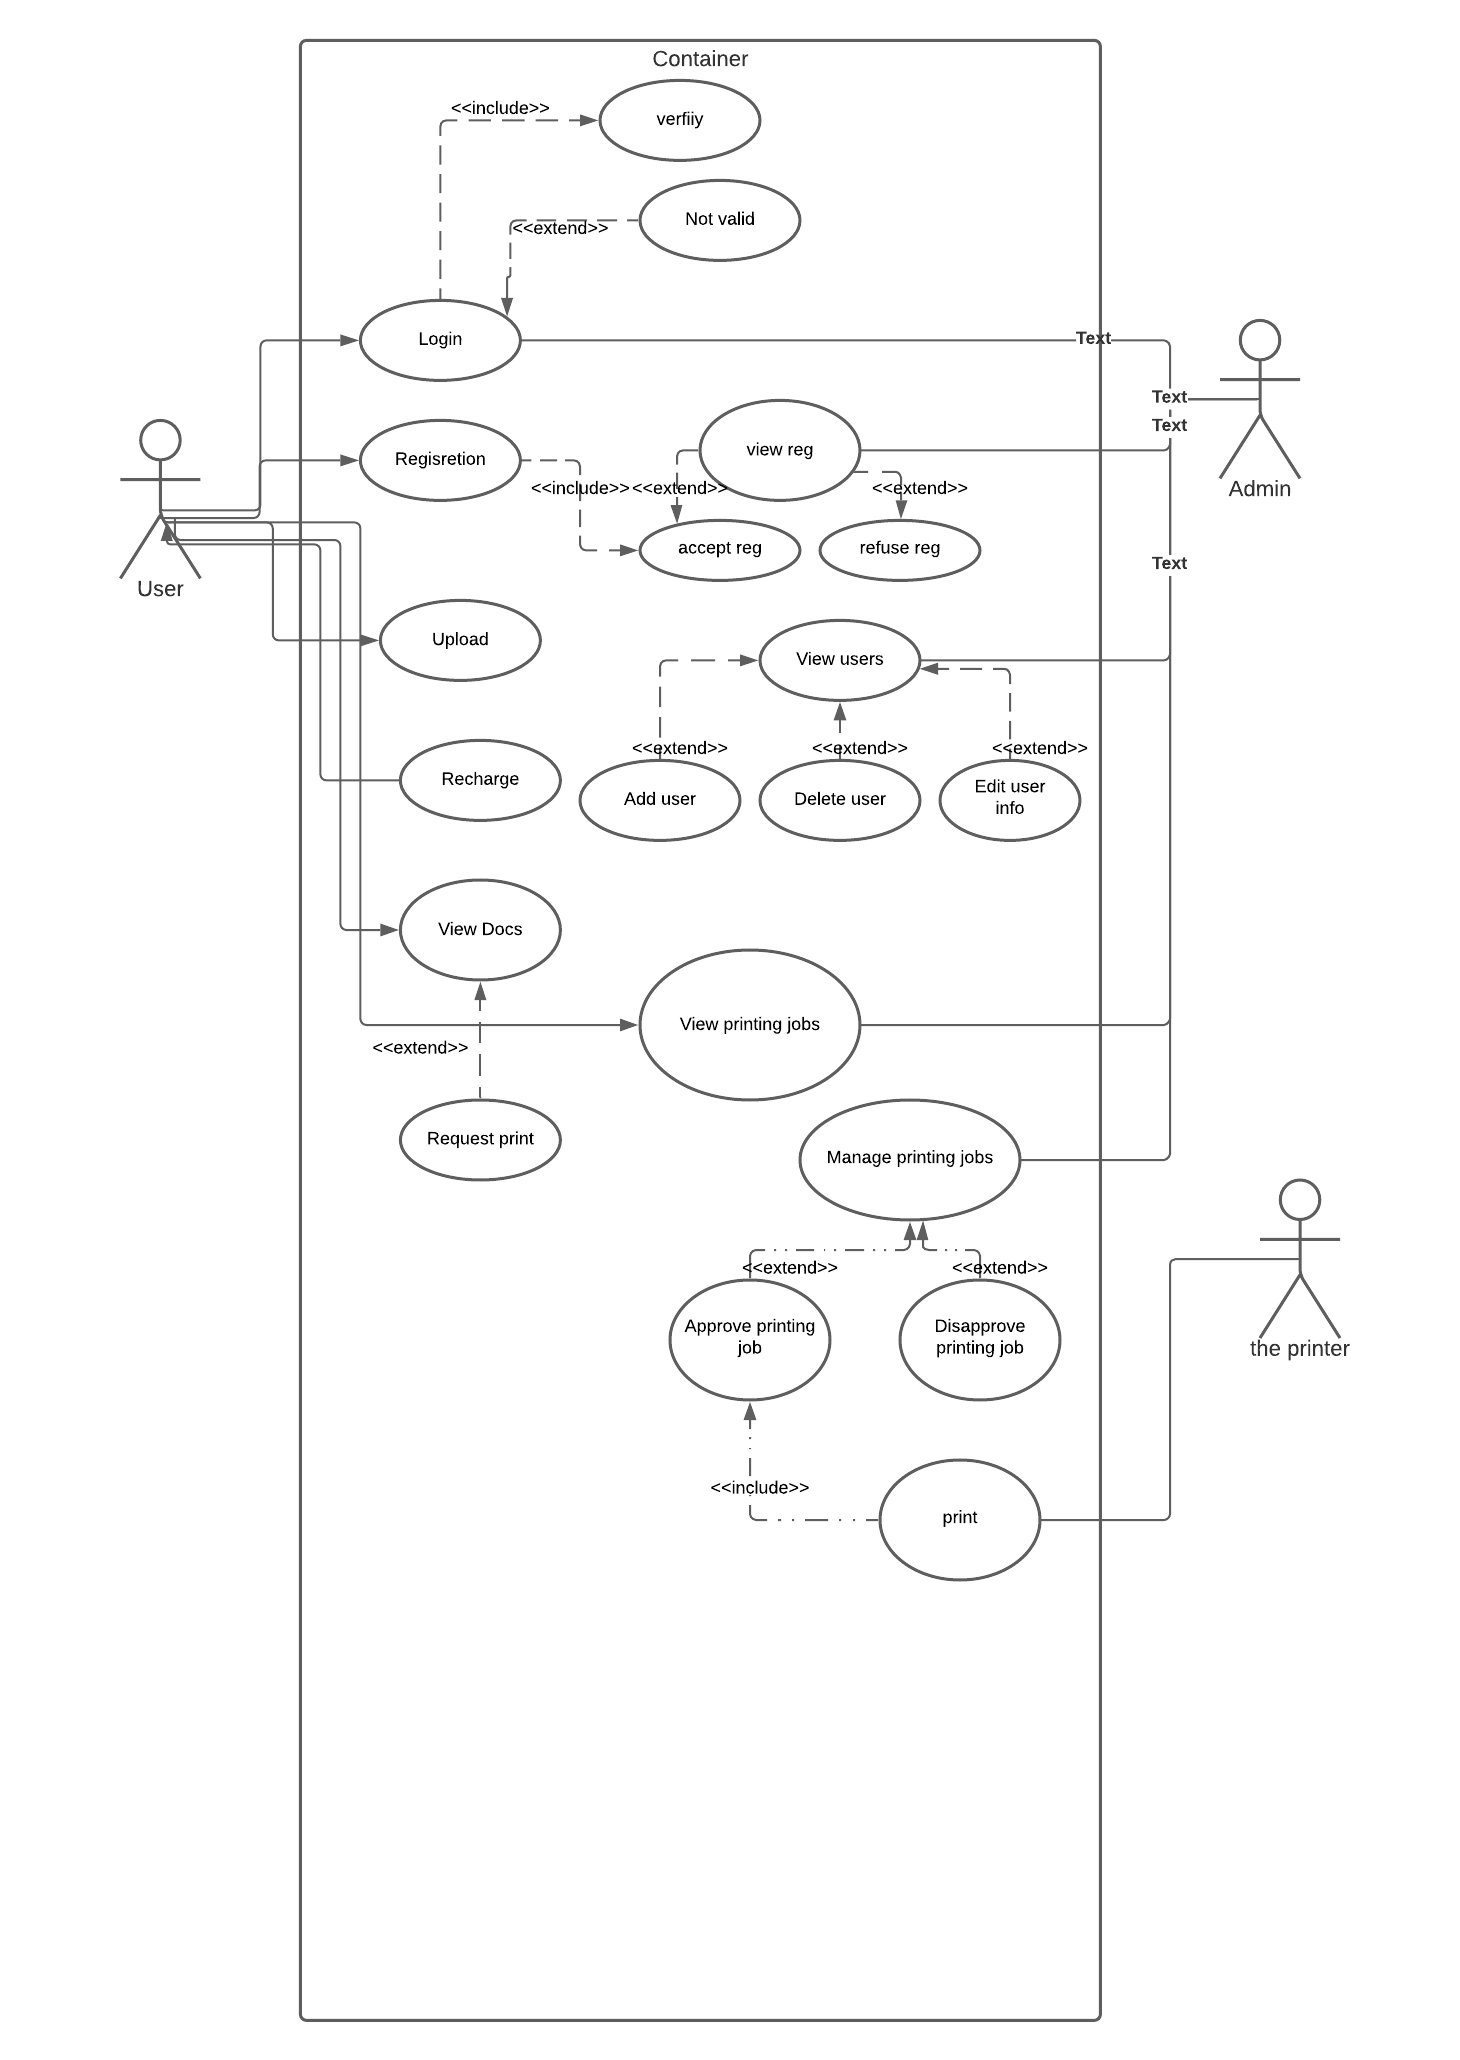 Container
<<include>>
verfiiy
Not valid
<<extend>>
Login
Text
Text
Text
Regisretion
view reg
<<include>>
<<extend>>
<<extend>>
Admin
accept reg
refuse reg
Text
User
Upload
View users
<<extend>>
<<extend>>
<<extend>>
Recharge
Add user
Delete user
Edit user
info
View Docs
View printing jobs
<<extend>>
Request print
Manage printing jobs
<<extend>>
<<extend>>
Approve printing
job
Disapprove
printing job
the printer
<<include>>
print